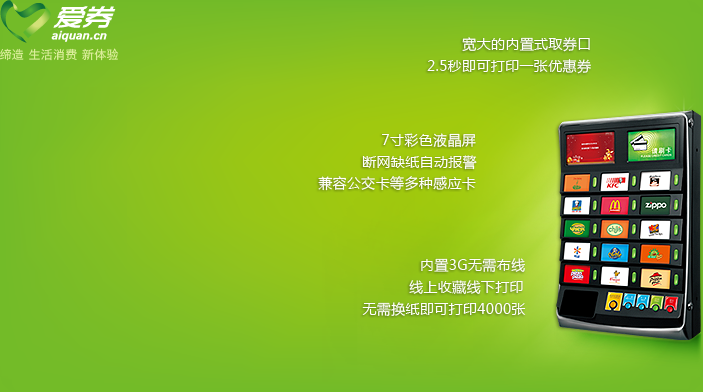 爱券
aiquan.cn
缔造 生活消费 新体验
宽大的内置式取券口
2.5秒即可打印一张优惠券
7寸彩色液晶屏
断网缺纸自动报警
兼容公交卡等多种感应卡
请刷卡
KFC
ZIPPO
内置3G无需布线
线上收藏线下打印
无需换纸即可打印4000张